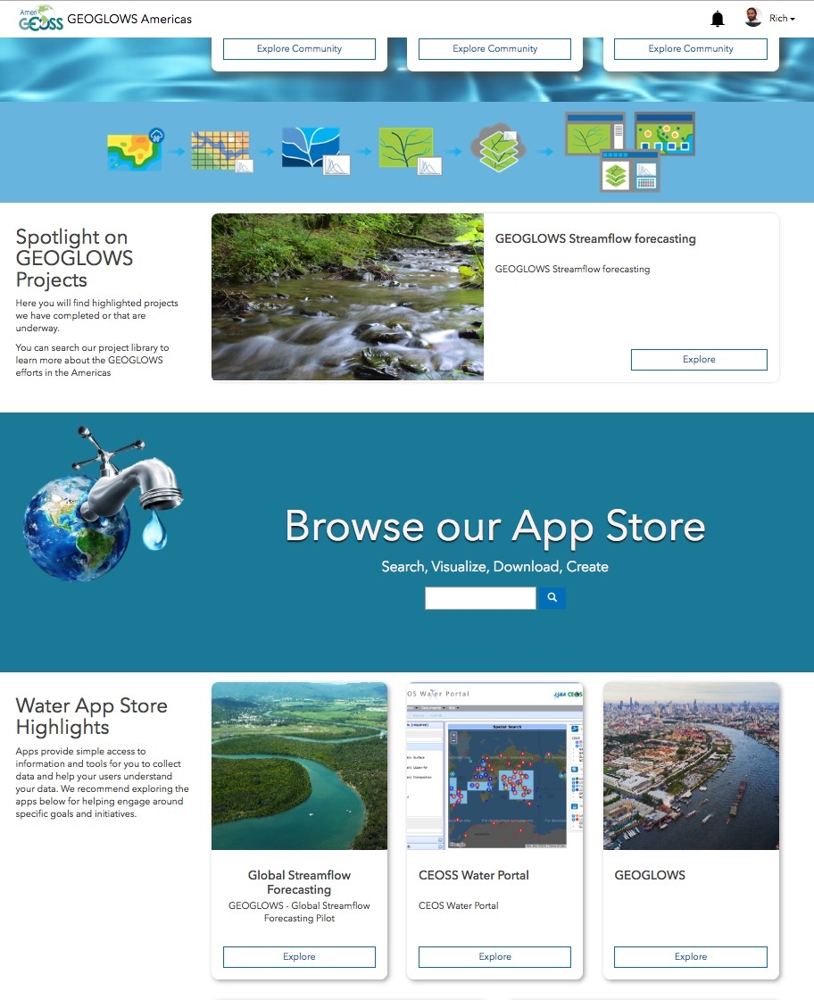 Ameri
GEOSS
GEOGLOWS Americas
Rich
Explore Community
Explore Community
Explore Community
Spotlight on
GEOGLOWS
Projects
Here you will find highlighted projects
we have completed or that are
underway.
You can search our project library to
learn more about the GEOGLOWS
efforts in the Americas
GEOGLOWS Streamflow forecasting
GEOGLOWS Streamflow forecasting
Explore
Browse our App Store
Search, Visualize, Download, Create
Water App Store
Highlights
Apps provide simple access to
information and tools for you to collect
data and help your users understand
your data. We recommend exploring the
apps below for helping engage around
specific goals and initiatives.
OS Water Portal
Spatial Search
Global Streamflow
Forecasting
GEOGLOWS - Global Streamflow
Forecasting Pilot
Explore
CEOSS Water Portal
CEOS Water Portal
Explore
GEOGLOWS
Explore